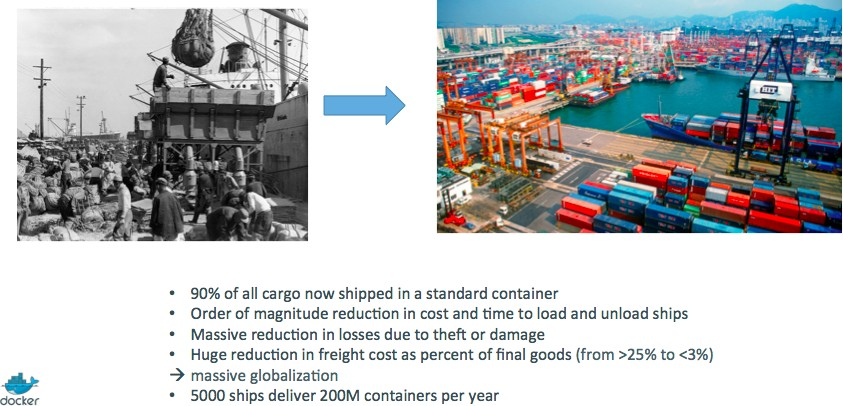 HIT
• 90% of all cargo now shipped in a standard container
• Order of magnitude reduction in cost and time to load and unload ships
• Massive reduction in losses due to theft or damage
• Huge reduction in freight cost as percent of final goods (from >25% to <3%)
→ massive globalization
• 5000 ships deliver 200M containers per year
docker